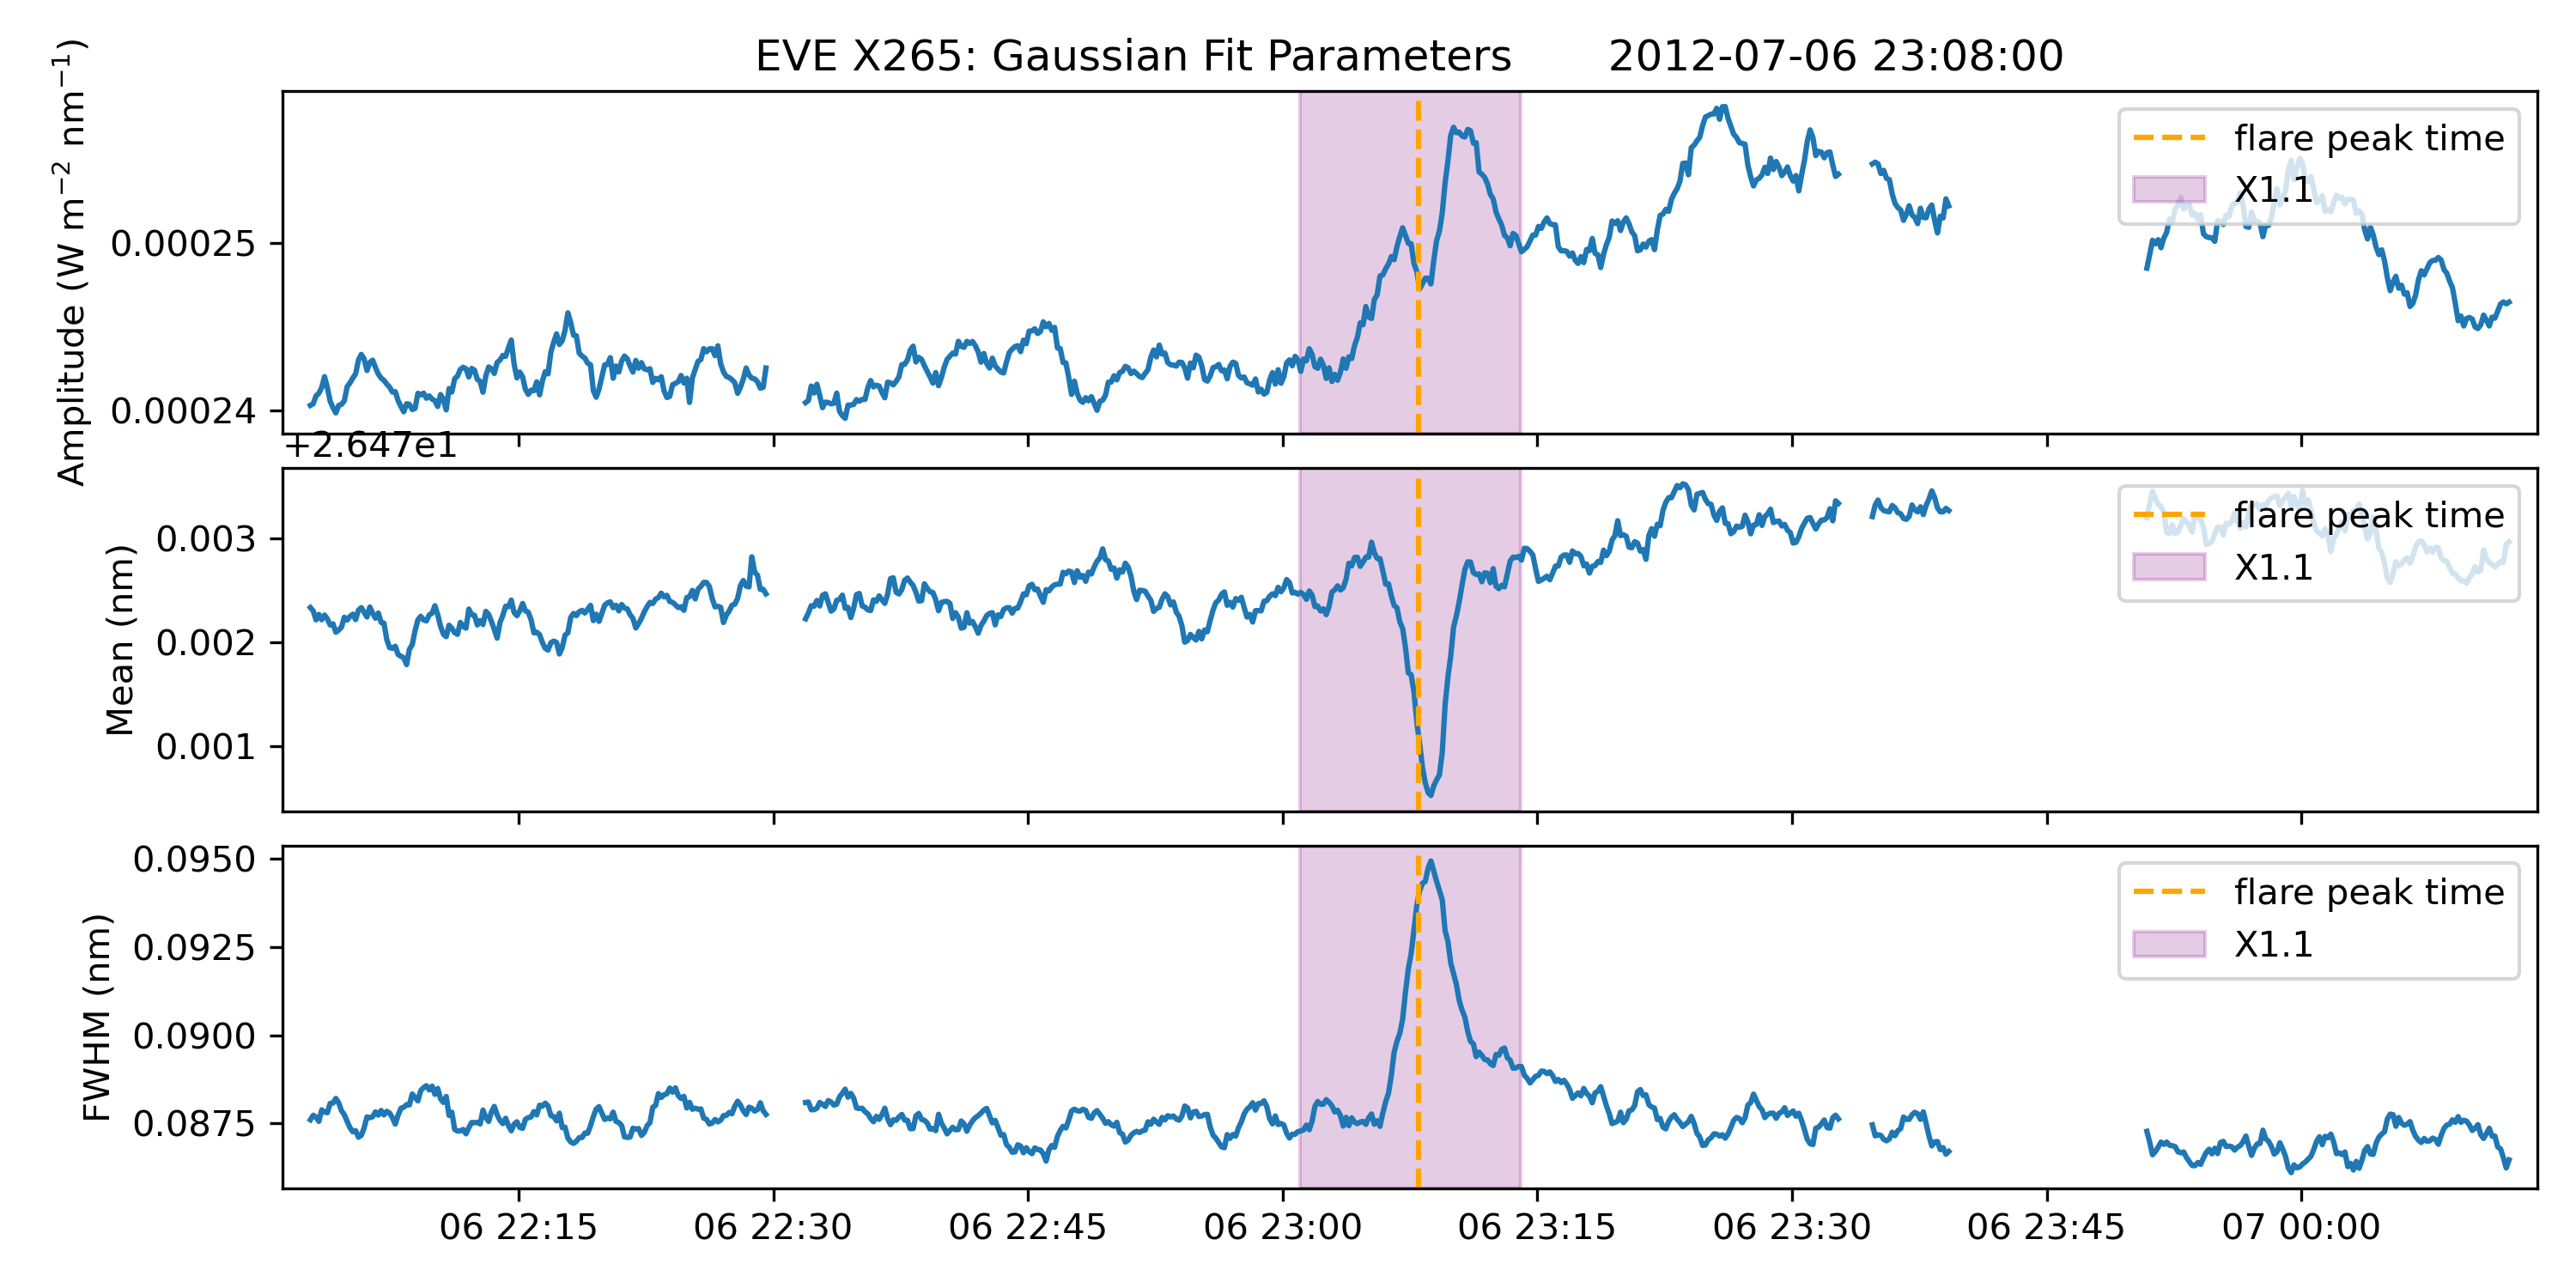 EVE X265: Gaussian Fit Parameters 2012-07-06 23:08:00
Amplitude (W m⁻² nm⁻¹)
0.00025
0.00024
flare peak time
X1.1
+2.647e1
Mean (nm)
0.003
0.002
0.001
flare peak time
X1.1
FWHM (nm)
0.0950
0.0925
0.0900
0.0875
flare peak time
X1.1
06 22:15 06 22:30 06 22:45 06 23:00 06 23:15 06 23:30 06 23:45 07 00:00